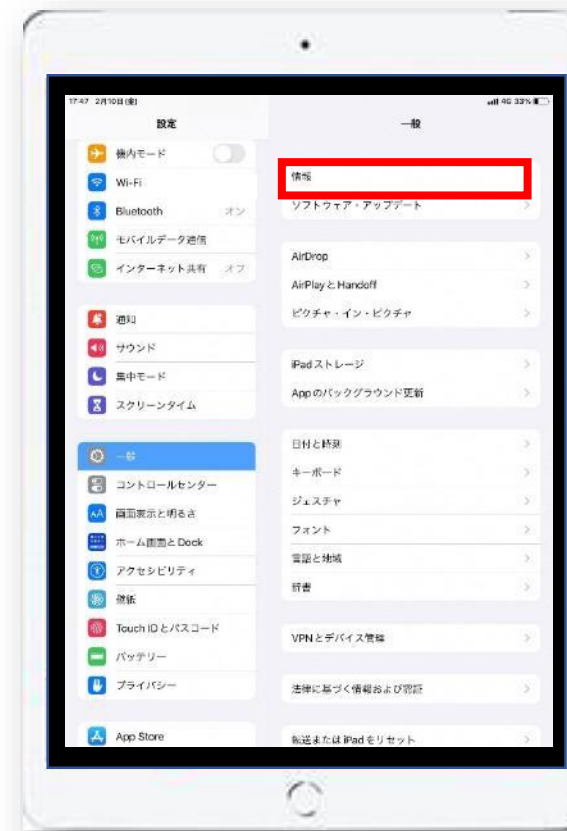 17:47 2月10日(金)
4G 33%
設定
機内モード
Wi-Fi
Bluetooth オン
モバイルデータ通信
インターネット共有 オフ
通知
サウンド
集中モード
スクリーンタイム
一般
コントロールセンター
画面表示と明るさ
ホーム画面とDock
アクセシビリティ
壁紙
Touch IDとパスコード
バッテリー
プライバシー
App Store
一般
情報
ソフトウェア・アップデート
AirDrop
AirPlayとHandoff
ピクチャ・イン・ピクチャ
iPadストレージ
Appのバックグラウンド更新
日付と時刻
キーボード
ジェスチャ
フォント
言語と地域
辞書
VPNとデバイス管理
法律に基づく情報および認証
転送またはiPadをリセット